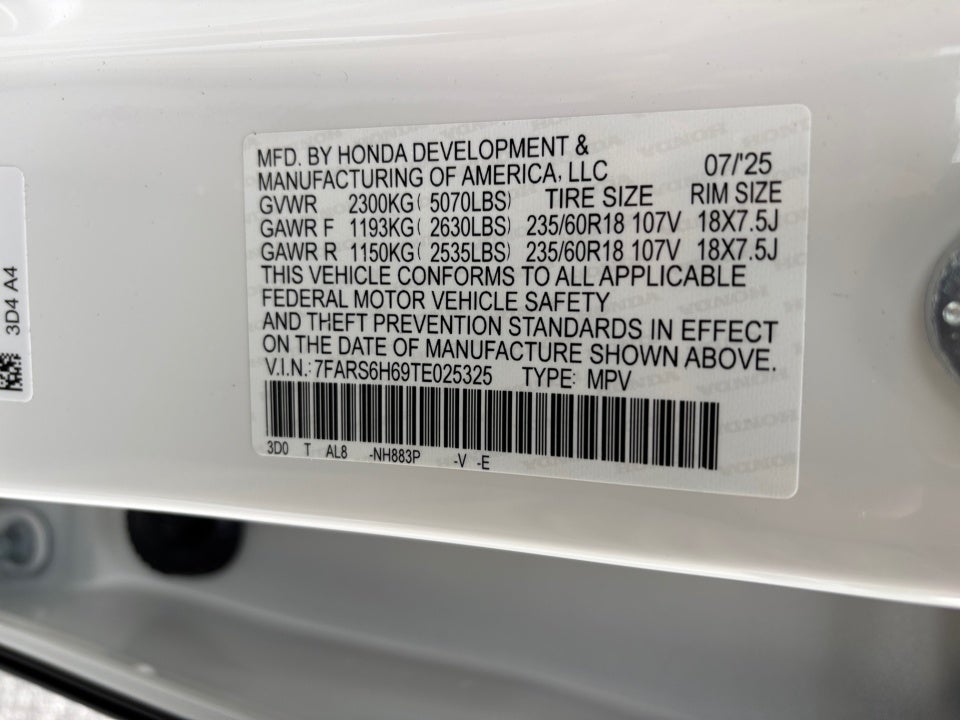 MFD. BY HONDA DEVELOPMENT &
MANUFACTURING OF AMERICA, LLC 07/'25
GVWR 2300KG( 5070LBS) TIRE SIZE RIM SIZE
GAWR F 1193KG( 2630LBS) 235/60R18 107V 18X7.5J
GAWR R 1150KG( 2535LBS) 235/60R18 107V 18X7.5J
THIS VEHICLE CONFORMS TO ALL APPLICABLE
FEDERAL MOTOR VEHICLE SAFETY
AND THEFT PREVENTION STANDARDS IN EFFECT
ON THE DATE OF MANUFACTURE SHOWN ABOVE.
V.I.N.: 7FARS6H69TE025325 TYPE: MPV
3D0 T AL8 -NH883P -V -E
3D4 A4